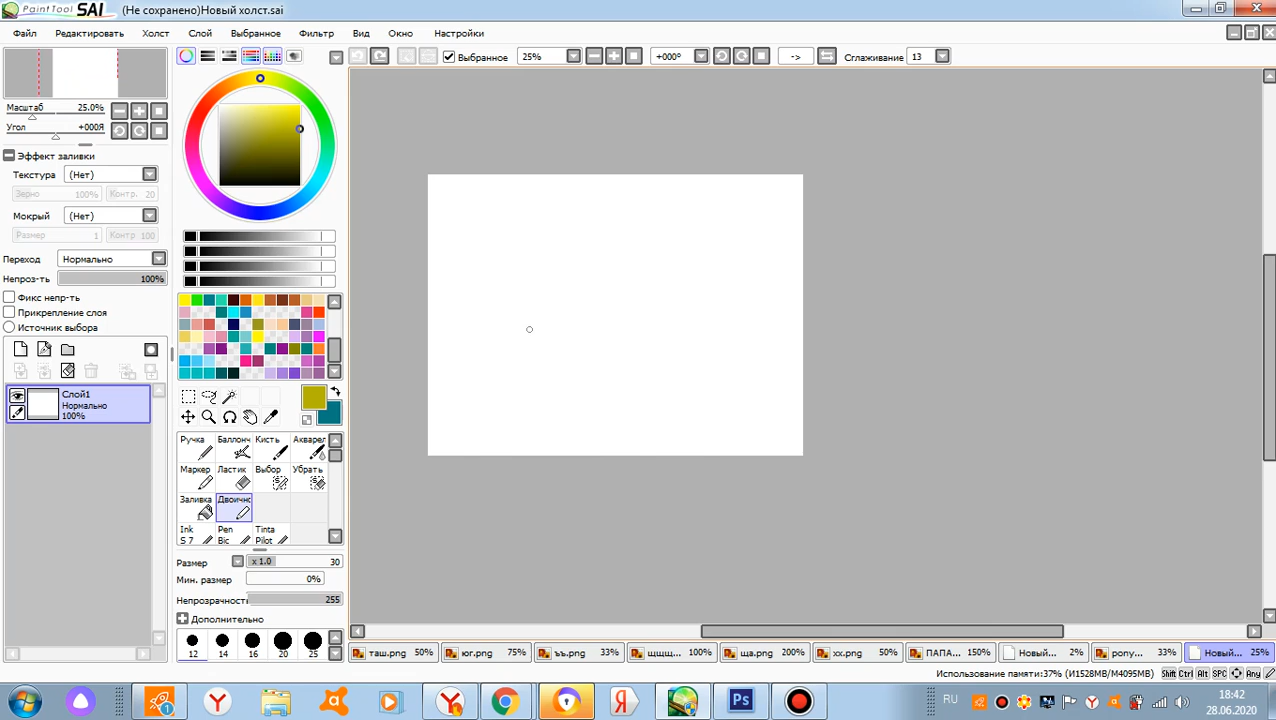 PaintTool SAI (Не сохранено)Новый холст.sai
Файл Редактировать Холст Слой Выбранное Фильтр Вид Окно Настройки
Выбранное 25% +000° -> Сглаживание 13
Масштаб 25.0%
Угол +000Я
Эффект заливки
Текстура (Нет)
Зерно 100% Контр. 20
Мокрый (Нет)
Размер 1 Контр 100
Переход Нормально
Непроз-ть 100%
Фикс непр-ть
Прикрепление слоя
Источник выбора
Слой1
Нормально
100%
Ручка Баллонч Кисть Акварел
Маркер Ластик Выбор Убрать
Заливка Двоично
Ink S 7 Pen Bic Tinta Pilot
Размер x 1.0 30
Мин. размер 0%
Непрозрачност 255
Дополнительно
12 14 16 20 25
таш.png 50% юг.png 75% ъъ.png 33% щщщ... 100% ща.png 200% хх.png 50% ПАПА... 150% Новый... 2% pony... 33% Новый... 25%
Использование памяти:37% (И1528MB/М4095MB) Shift Ctrl Alt SPC Any
RU 18:42
28.06.2020